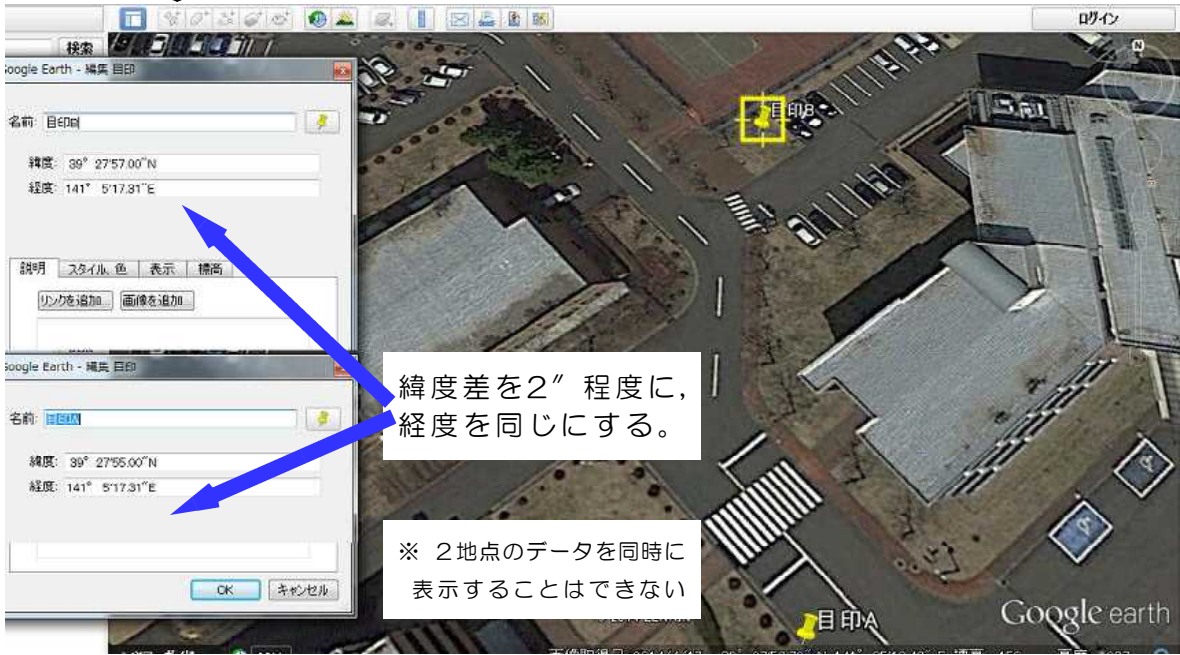 ログイン
検索
Google Earth - 編集 目印
名前: 目印B
緯度: 39° 27'57.00"N
経度: 141° 5'17.31"E
説明 スタイル、色 表示 標高
リンクを追加... 画像を追加...
Google Earth - 編集 目印
名前: 目印A
緯度: 39° 27'55.00"N
経度: 141° 5'17.31"E
OK キャンセル
緯度差を2″程度に，
経度を同じにする。
※ 2地点のデータを同時に
表示することはできない
目印B
目印A
Google earth